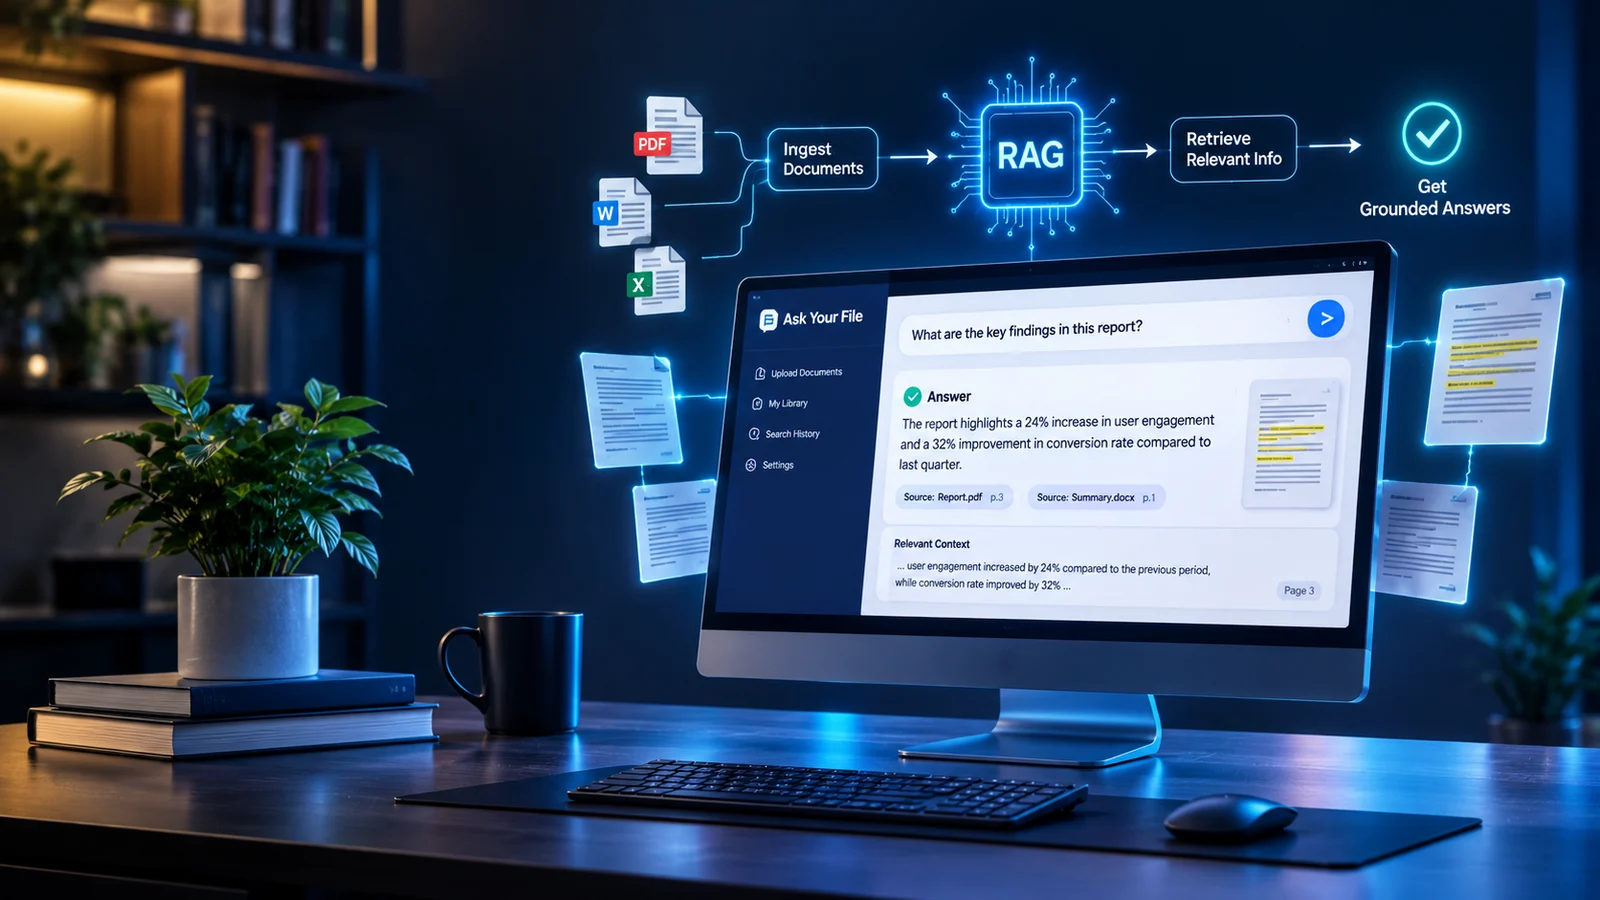 PDF
W
X
Ingest
Documents
RAG
Retrieve
Relevant Info
Get
Grounded Answers
Ask Your File
Upload Documents
My Library
Search History
Settings
What are the key findings in this report?
Answer
The report highlights a 24% increase in user engagement
and a 32% improvement in conversion rate compared to
last quarter.
Source: Report.pdf p.3
Source: Summary.docx p.1
Relevant Context
... user engagement increased by 24% compared to the previous period,
while conversion rate improved by 32% ...
Page 3